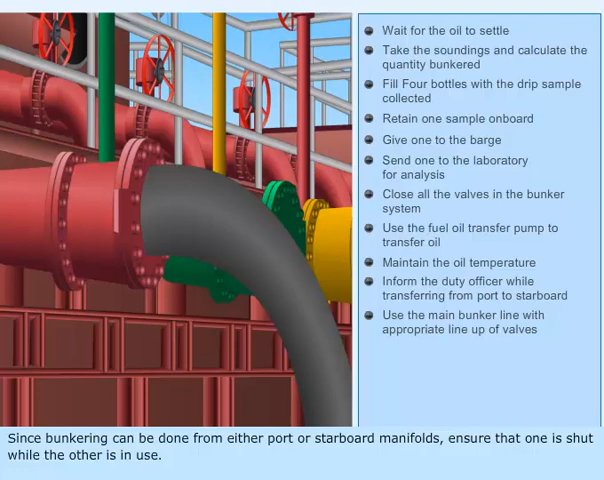 Wait for the oil to settle
Take the soundings and calculate the
quantity bunkered
Fill Four bottles with the drip sample
collected
Retain one sample onboard
Give one to the barge
Send one to the laboratory
for analysis
Close all the valves in the bunker
system
Use the fuel oil transfer pump to
transfer oil
Maintain the oil temperature
Inform the duty officer while
transferring from port to starboard
Use the main bunker line with
appropriate line up of valves
Since bunkering can be done from either port or starboard manifolds, ensure that one is shut
while the other is in use.